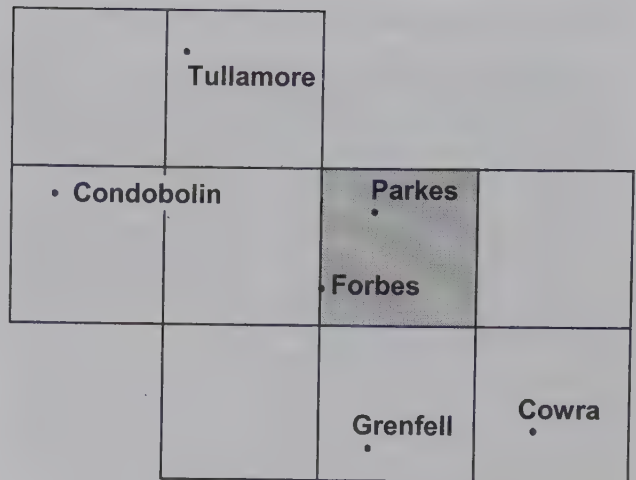 Tullamore
Condobolin
Parkes
Forbes
Grenfell
Cowra